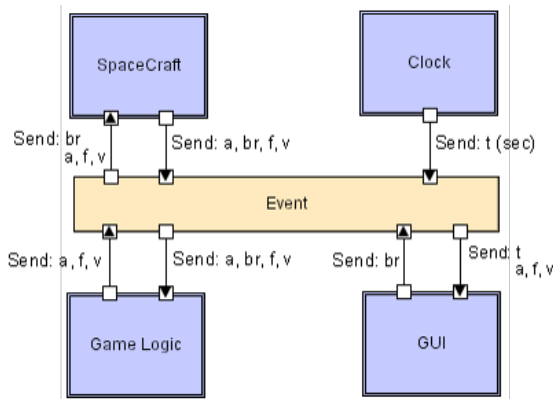 SpaceCraft
Clock
Send: br
a, f, v
Send: a, br, f, v
Send: t (sec)
Event
Send: a, f, v
Send: a, br, f, v
Send: br
Send: t
a, f, v
Game Logic
GUI